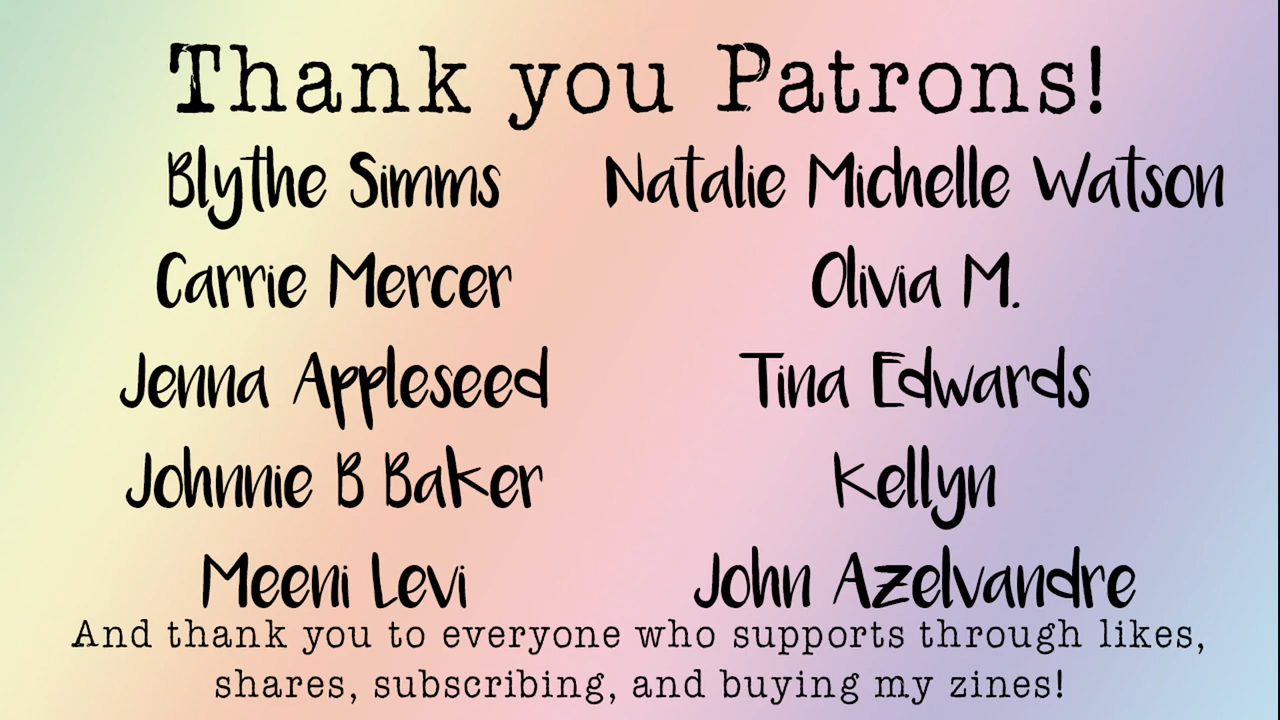 Thank you Patrons!
Blythe Simms
Natalie Michelle Watson
Carrie Mercer
Olivia M.
Jenna Appleseed
Tina Edwards
Johnnie B Baker
Kellyn
Meeni Levi
John Azelvandre
And thank you to everyone who supports through likes,
shares, subscribing, and buying my zines!